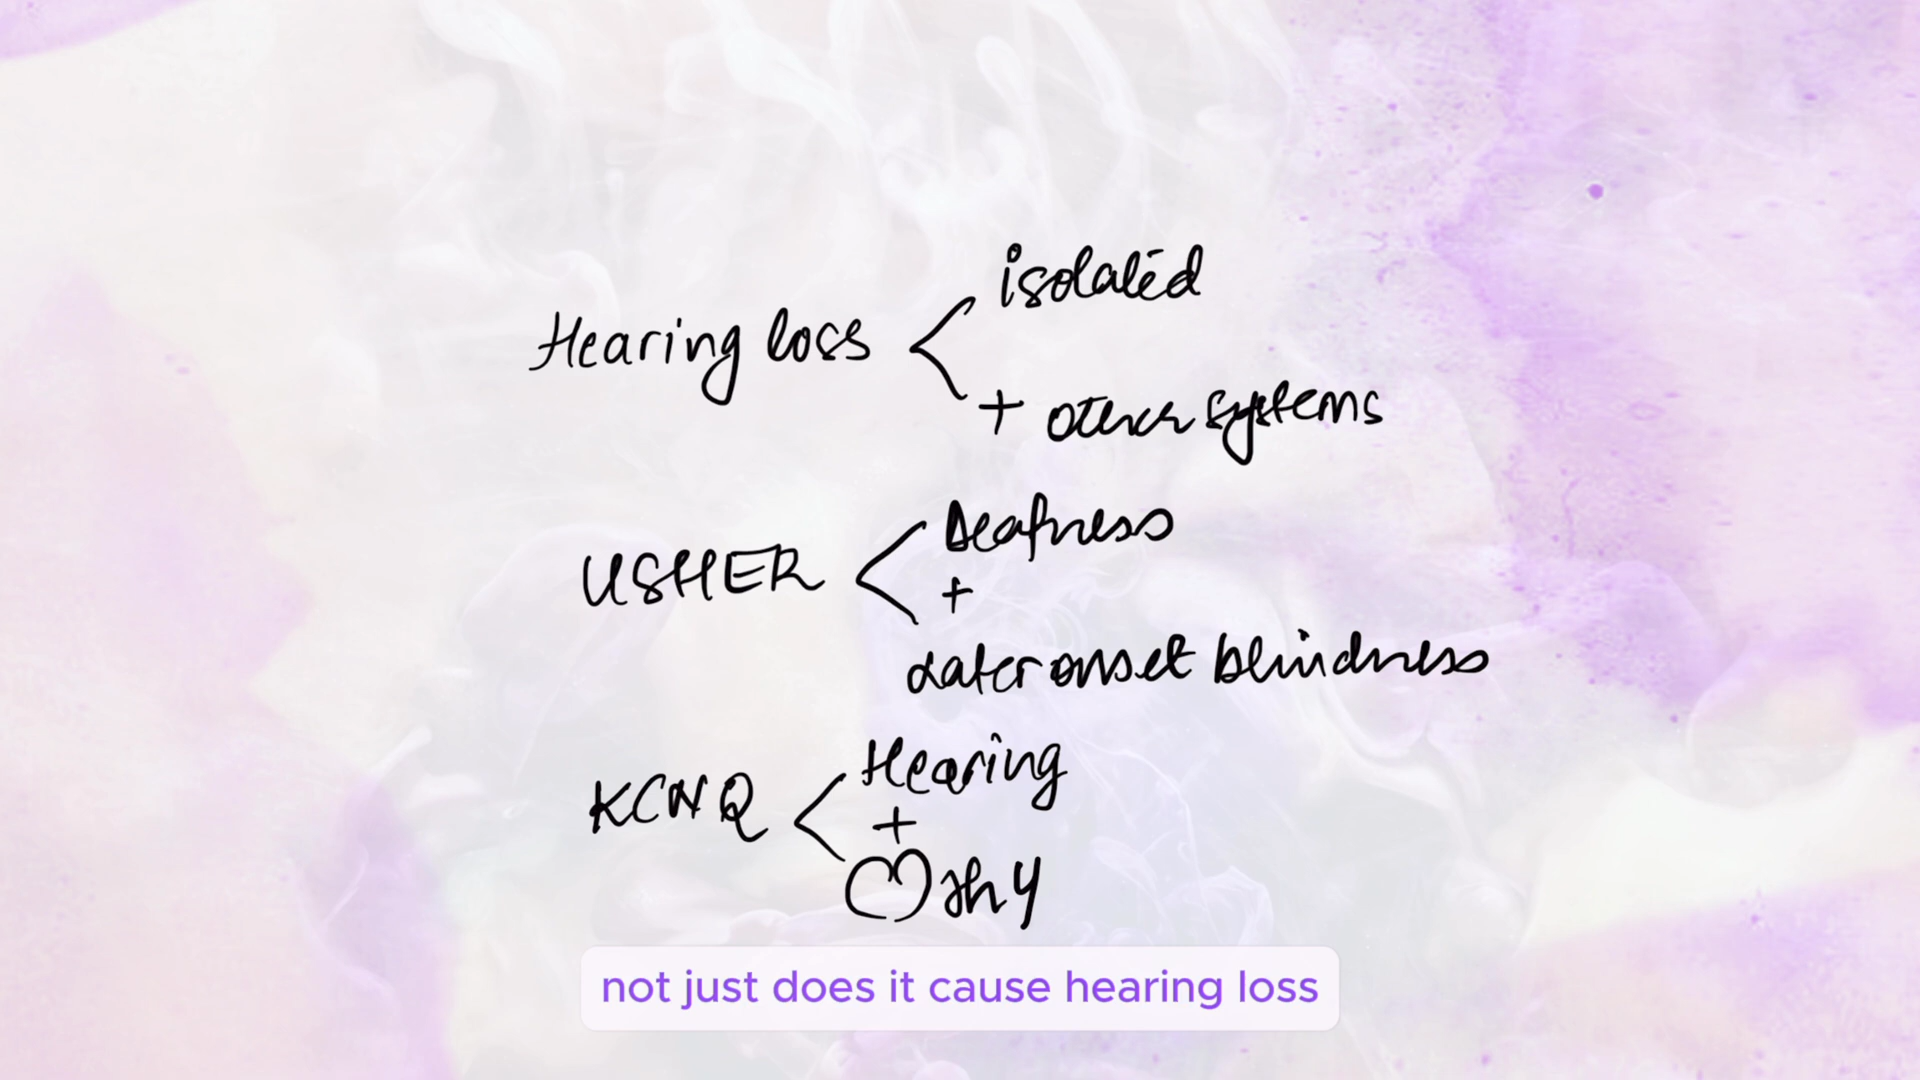 Hearing loss
isolated
+ other systems
USHER
Deafness
+
Later onset blindness
KCNQ
Hearing
+
not just does it cause hearing loss